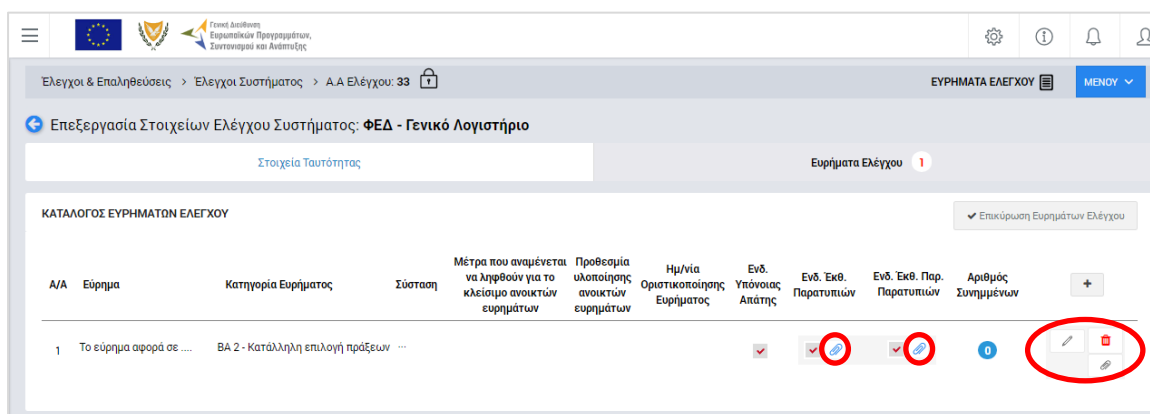 Γενική Διεύθυνση
Ευρωπαϊκών Προγραμμάτων,
Συντονισμού και Ανάπτυξης
Έλεγχοι & Επαληθεύσεις > Έλεγχοι Συστήματος > Α.Α Ελέγχου: 33
ΕΥΡΗΜΑΤΑ ΕΛΕΓΧΟΥ
ΜΕΝΟΥ
Επεξεργασία Στοιχείων Ελέγχου Συστήματος: ΦΕΔ - Γενικό Λογιστήριο
Στοιχεία Ταυτότητας
Ευρήματα Ελέγχου 1
ΚΑΤΑΛΟΓΟΣ ΕΥΡΗΜΑΤΩΝ ΕΛΕΓΧΟΥ
Επικύρωση Ευρημάτων Ελέγχου
Α/Α
Εύρημα
Κατηγορία Ευρήματος
Σύσταση
Μέτρα που αναμένεται
να ληφθούν για το
κλείσιμο ανοικτών
ευρημάτων
Προθεσμία
υλοποίησης
ανοικτών
ευρημάτων
Ημ/νία
Οριστικοποίησης
Ευρήματος
Ενδ.
Υπόνοιας
Απάτης
Ενδ. Έκθ.
Παρατυπιών
Ενδ. Έκθ. Παρ.
Παρατυπιών
Αριθμός
Συνημμένων
+
1
Το εύρημα αφορά σε ....
ΒΑ 2 - Κατάλληλη επιλογή πράξεων
...
0